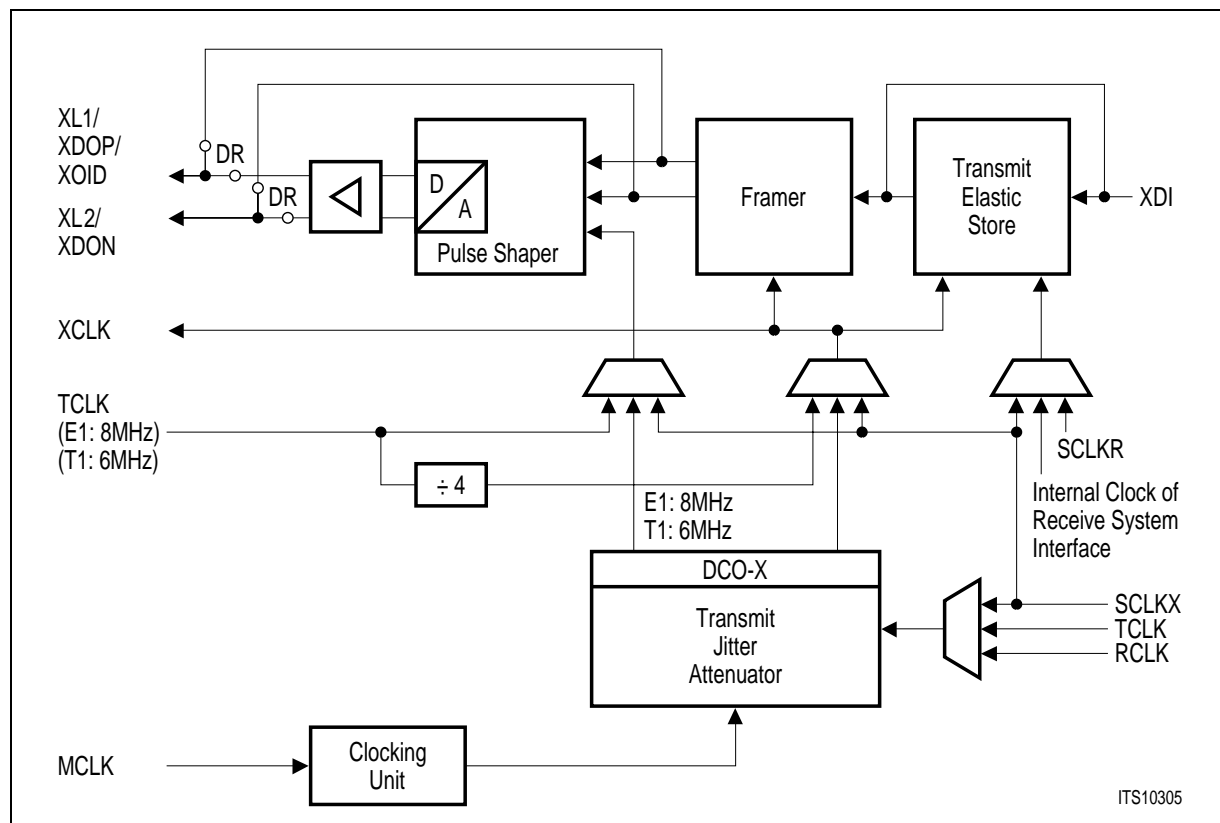 XL1/
XDOP/
XOID
DR
DR
XL2/
XDON
D
A
Pulse Shaper
Framer
Transmit
Elastic
Store
XDI
XCLK
TCLK
(E1: 8MHz)
(T1: 6MHz)
÷ 4
E1: 8MHz
T1: 6MHz
SCLKR
Internal Clock of
Receive System
Interface
DCO-X
Transmit
Jitter
Attenuator
SCLKX
TCLK
RCLK
MCLK
Clocking
Unit
ITS10305